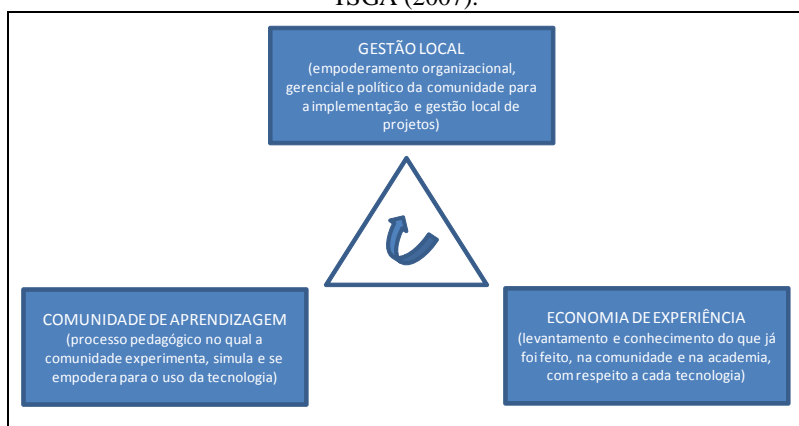 TSGA (2007).
GESTÃO LOCAL
(empoderamento organizacional,
gerencial e político da comunidade para
a implementação e gestão local de
projetos)
COMUNIDADE DE APRENDIZAGEM
(processo pedagógico no qual a
comunidade experimenta, simula e se
empodera para o uso da tecnologia)
ECONOMIA DE EXPERIÊNCIA
(levantamento e conhecimento do que já
foi feito, na comunidade e na academia,
com respeito a cada tecnologia)